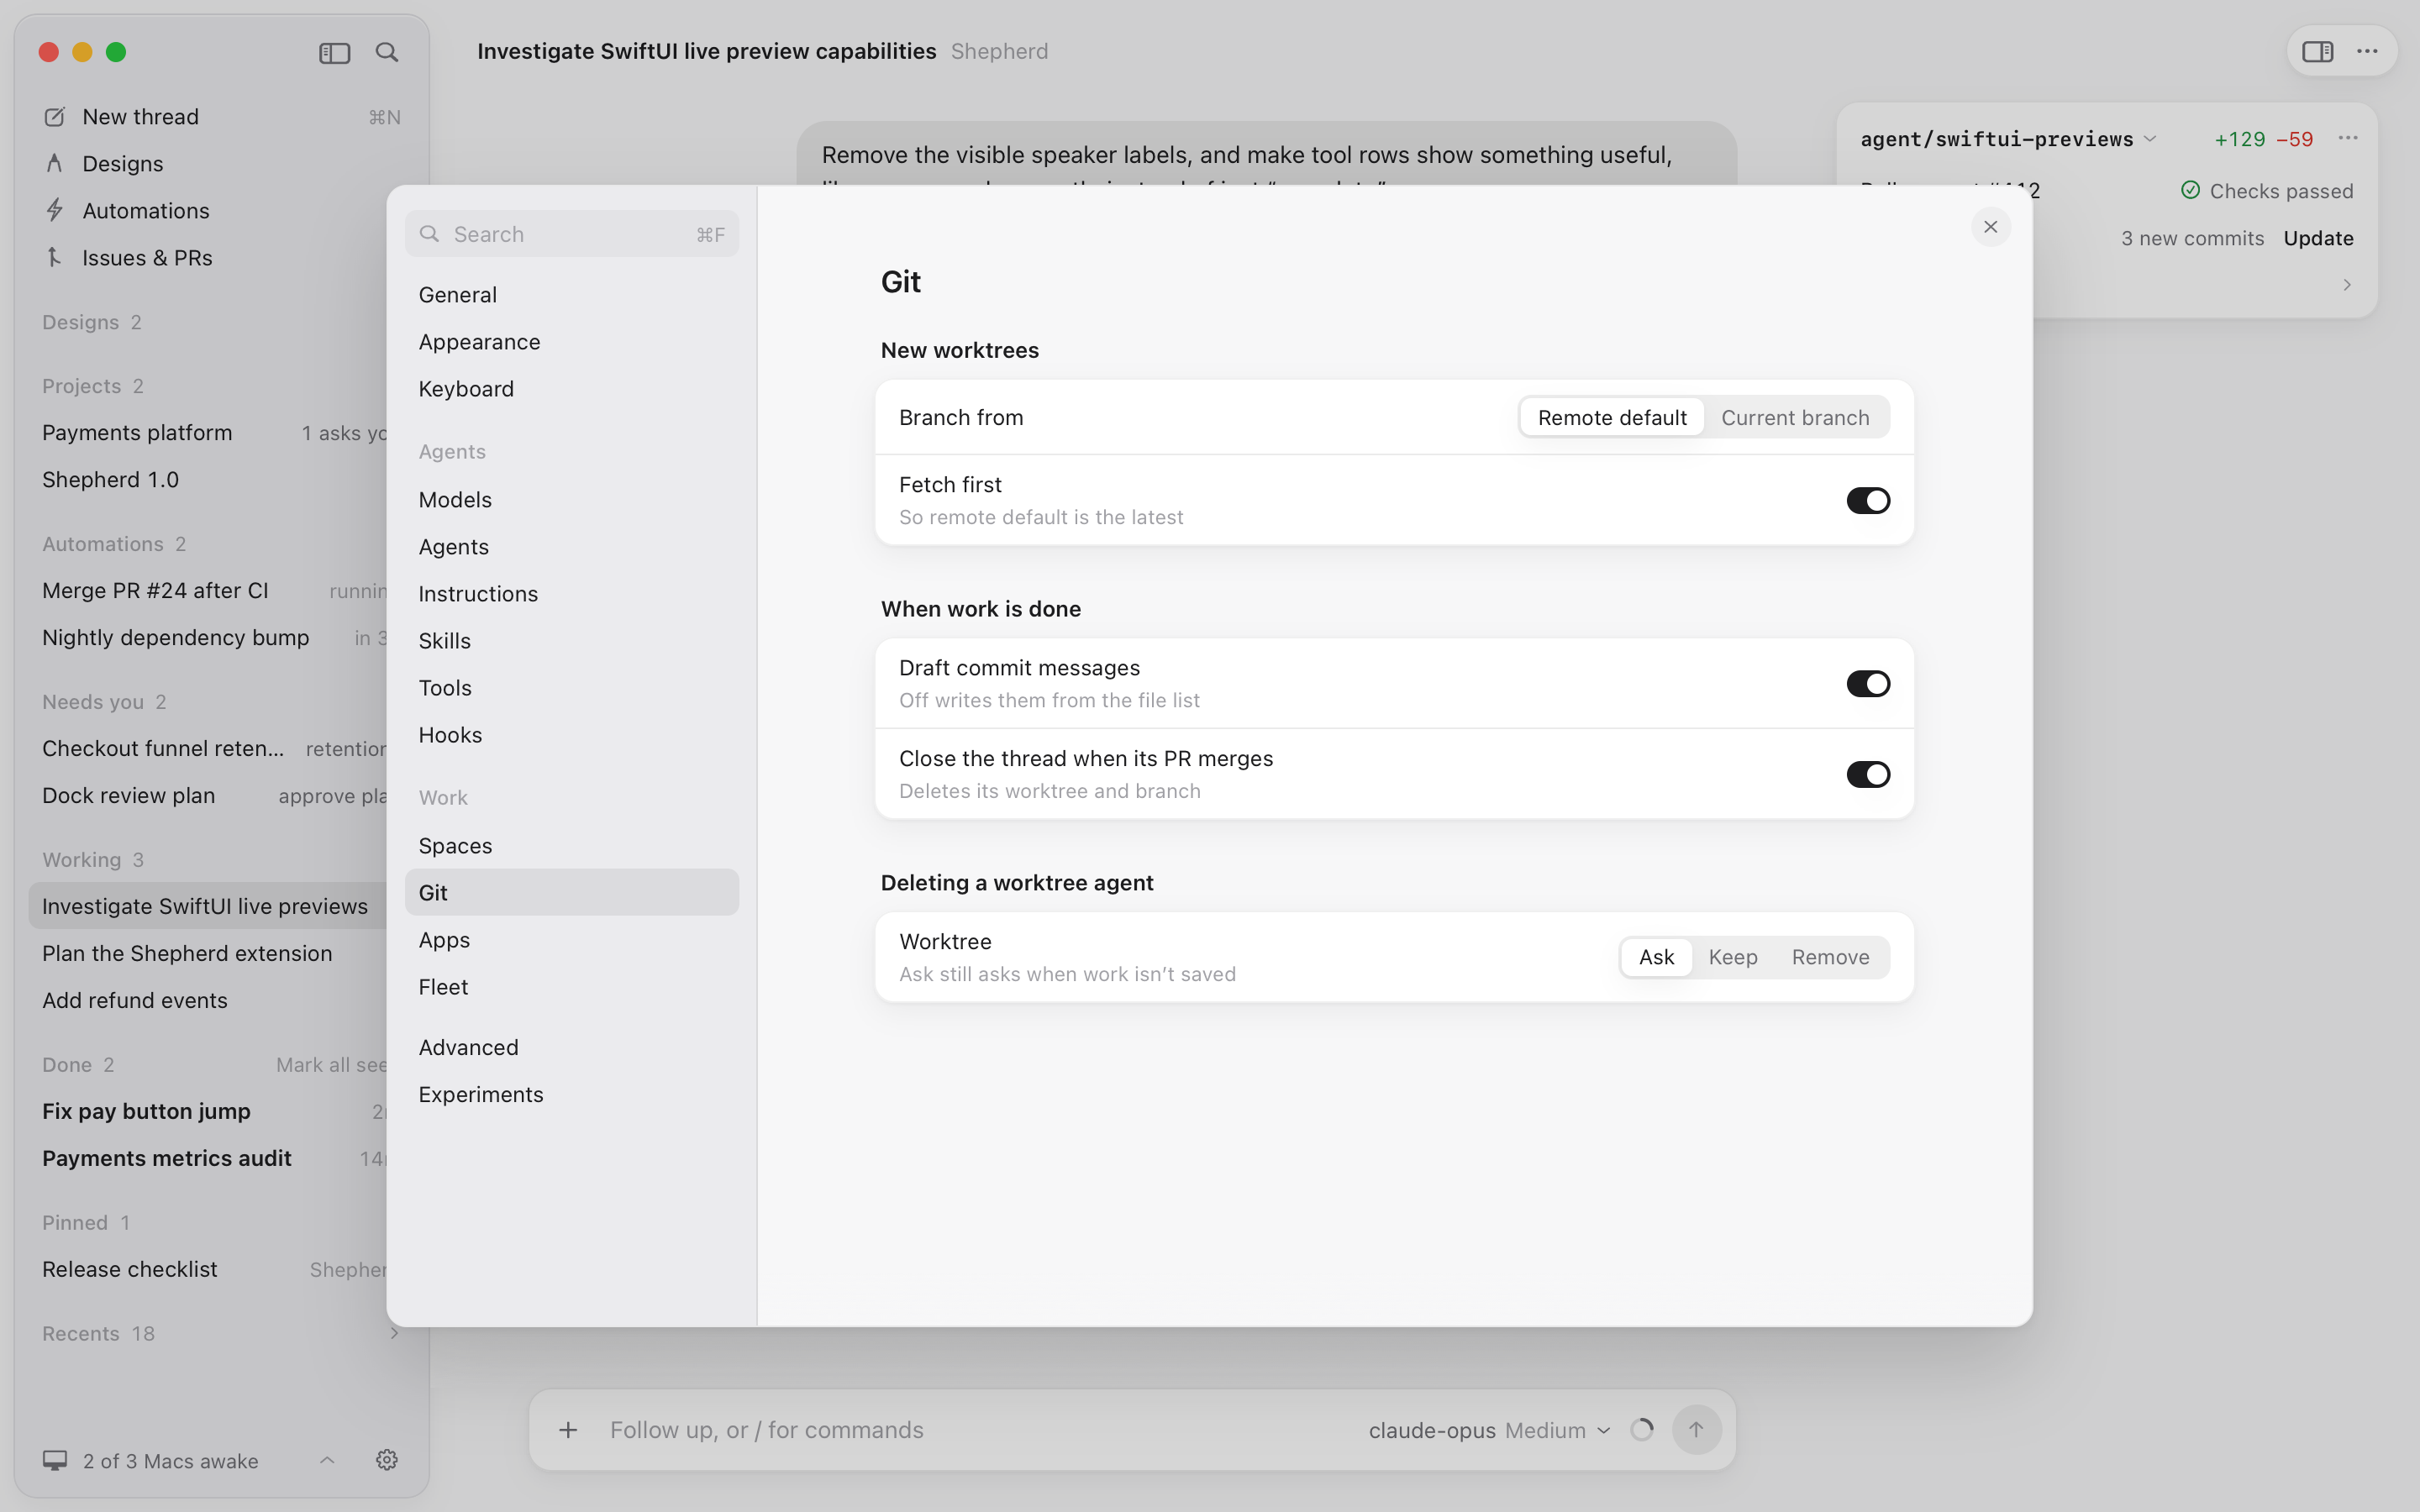 Investigate SwiftUI live preview capabilities Shepherd
New thread ⌘N
Designs
Automations
Issues & PRs
Designs 2
Projects 2
Payments platform 1 asks
Shepherd 1.0
Automations 2
Merge PR #24 after CI
Nightly dependency bump in
Needs you 2
Checkout funnel reten...
Dock review plan approve
Working 3
Investigate SwiftUI live previews
Plan the Shepherd extension
Add refund events
Done 2 Mark all
Fix pay button jump
Payments metrics audit
Pinned 1
Release checklist
Recents 18
2 of 3 Macs awake
Remove the visible speaker labels, and make tool rows show something useful,
agent/swiftui-previews +129 −59
Checks passed
3 new commits Update
Search ⌘F
General
Appearance
Keyboard
Agents
Models
Agents
Instructions
Skills
Tools
Hooks
Work
Spaces
Git
Apps
Fleet
Advanced
Experiments
Git
New worktrees
Branch from Remote default Current branch
Fetch first
So remote default is the latest
When work is done
Draft commit messages
Off writes them from the file list
Close the thread when its PR merges
Deletes its worktree and branch
Deleting a worktree agent
Worktree Ask Keep Remove
Ask still asks when work isn’t saved
Follow up, or / for commands claude-opus Medium